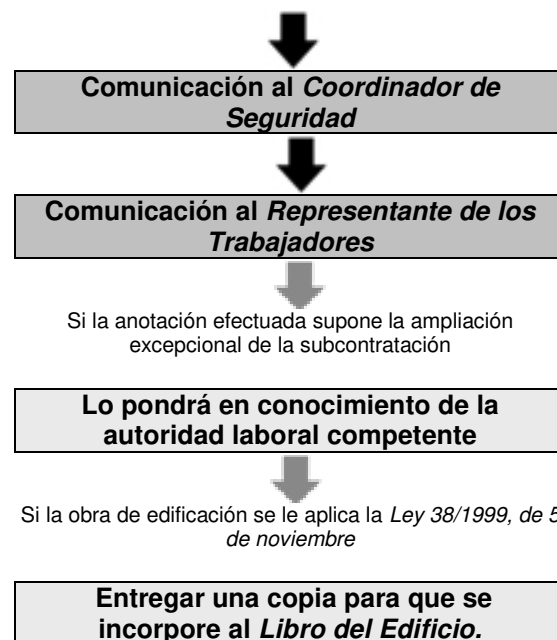 Comunicación al Coordinador de
Seguridad
Comunicación al Representante de los
Trabajadores
Si la anotación efectuada supone la ampliación
excepcional de la subcontratación
Lo pondrá en conocimiento de la
autoridad laboral competente
Si la obra de edificación se le aplica la Ley 38/1999, de 5
de noviembre
Entregar una copia para que se
incorpore al Libro del Edificio.